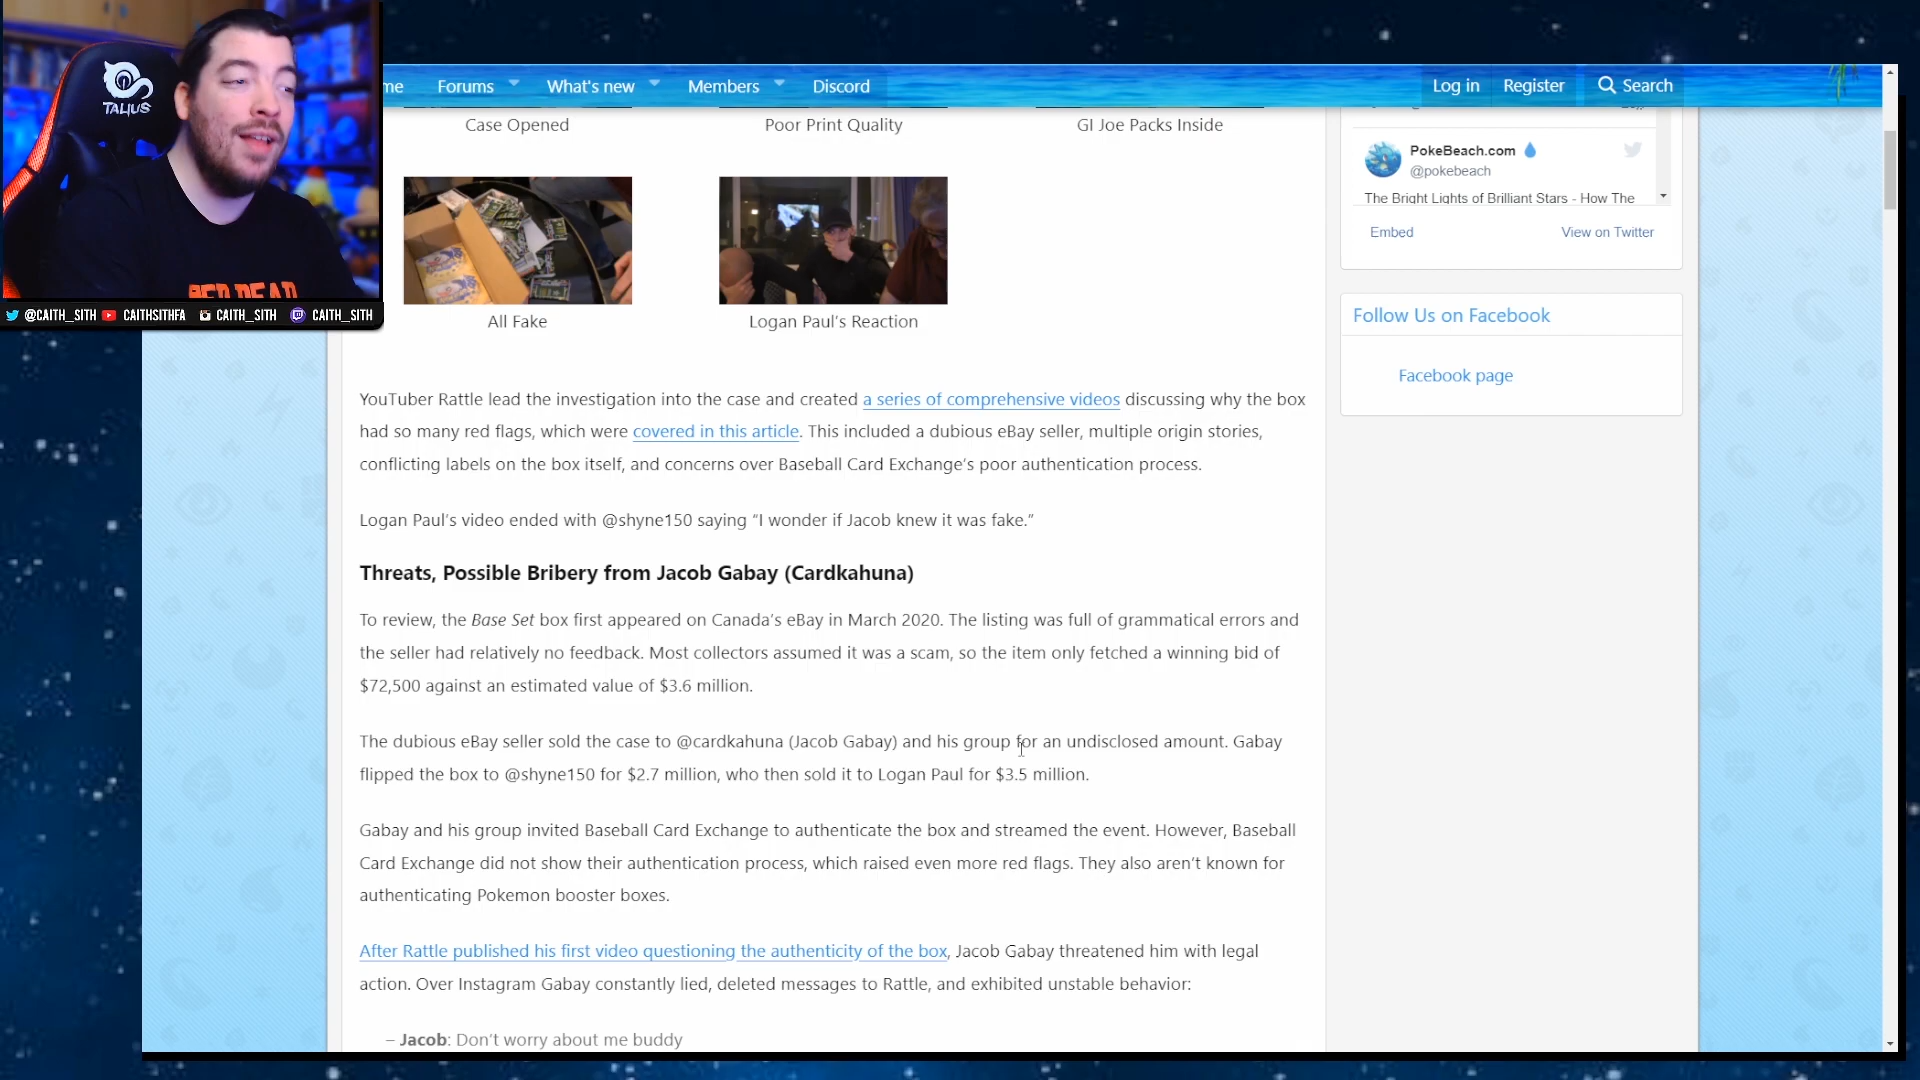 TALIUS
RED DEAD
@CAITH_SITH CAITHSITHFA CAITH_SITH CAITH_SITH
me Forums What's new Members Discord Log in Register Search
Case Opened Poor Print Quality GI Joe Packs Inside
All Fake Logan Paul’s Reaction
YouTuber Rattle lead the investigation into the case and created a series of comprehensive videos discussing why the box
had so many red flags, which were covered in this article. This included a dubious eBay seller, multiple origin stories,
conflicting labels on the box itself, and concerns over Baseball Card Exchange’s poor authentication process.
Logan Paul’s video ended with @shyne150 saying “I wonder if Jacob knew it was fake.”
Threats, Possible Bribery from Jacob Gabay (Cardkahuna)
To review, the Base Set box first appeared on Canada’s eBay in March 2020. The listing was full of grammatical errors and
the seller had relatively no feedback. Most collectors assumed it was a scam, so the item only fetched a winning bid of
$72,500 against an estimated value of $3.6 million.
The dubious eBay seller sold the case to @cardkahuna (Jacob Gabay) and his group for an undisclosed amount. Gabay
flipped the box to @shyne150 for $2.7 million, who then sold it to Logan Paul for $3.5 million.
Gabay and his group invited Baseball Card Exchange to authenticate the box and streamed the event. However, Baseball
Card Exchange did not show their authentication process, which raised even more red flags. They also aren’t known for
authenticating Pokemon booster boxes.
After Rattle published his first video questioning the authenticity of the box, Jacob Gabay threatened him with legal
action. Over Instagram Gabay constantly lied, deleted messages to Rattle, and exhibited unstable behavior:
– Jacob: Don’t worry about me buddy
PokeBeach.com
@pokebeach
The Bright Lights of Brilliant Stars - How The
Embed View on Twitter
Follow Us on Facebook
Facebook page